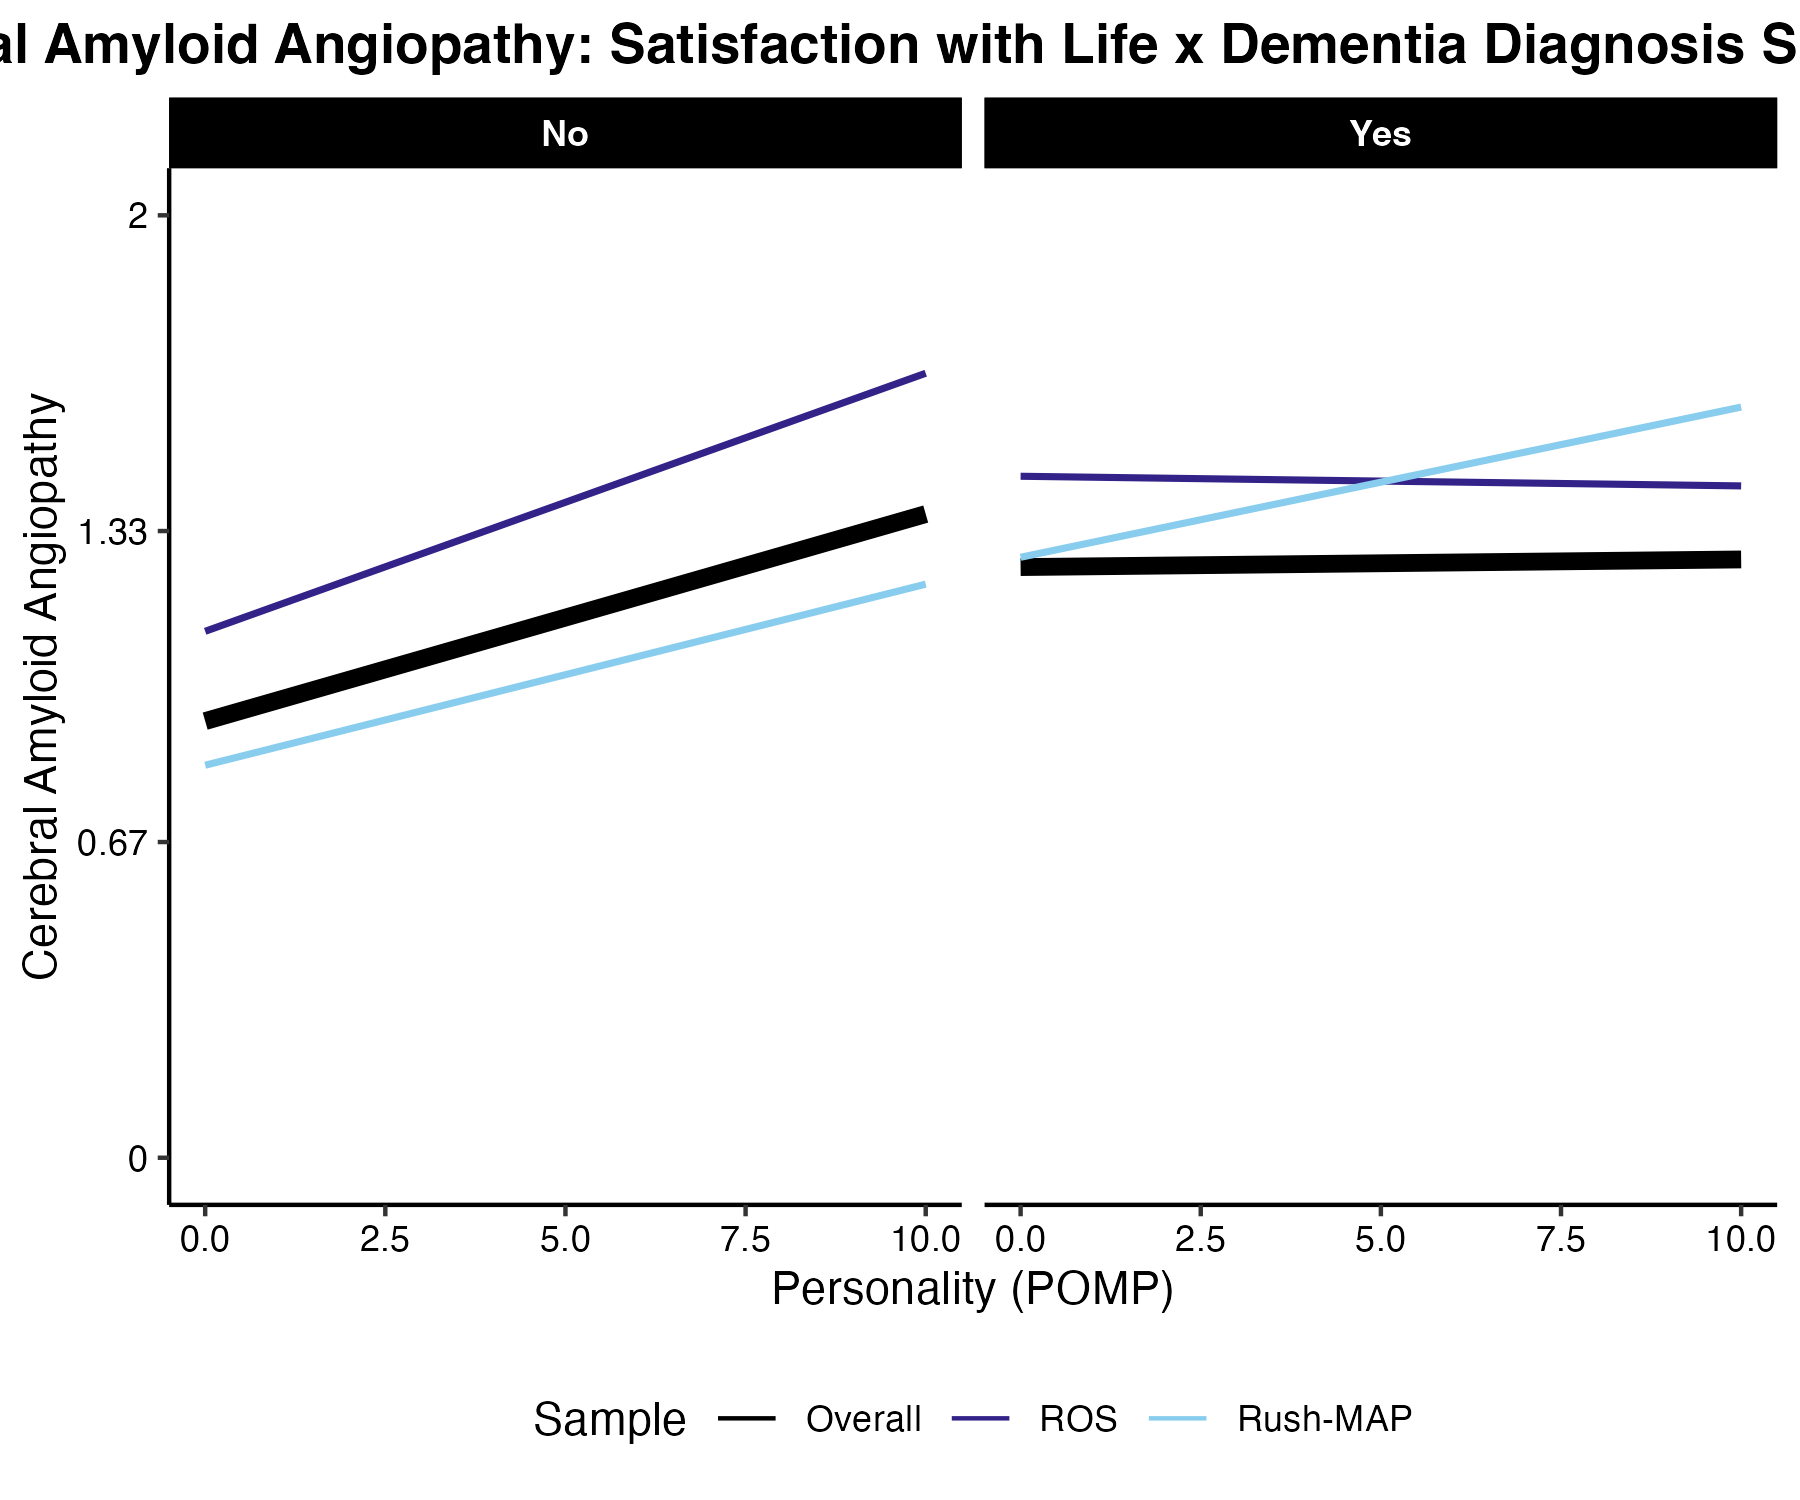 al Amyloid Angiopathy: Satisfaction with Life x Dementia Diagnosis S
No Yes
Cerebral Amyloid Angiopathy
2
1.33
0.67
0
0.0 2.5 5.0 7.5 10.0 0.0 2.5 5.0 7.5 10.0
Personality (POMP)
Sample Overall ROS Rush-MAP